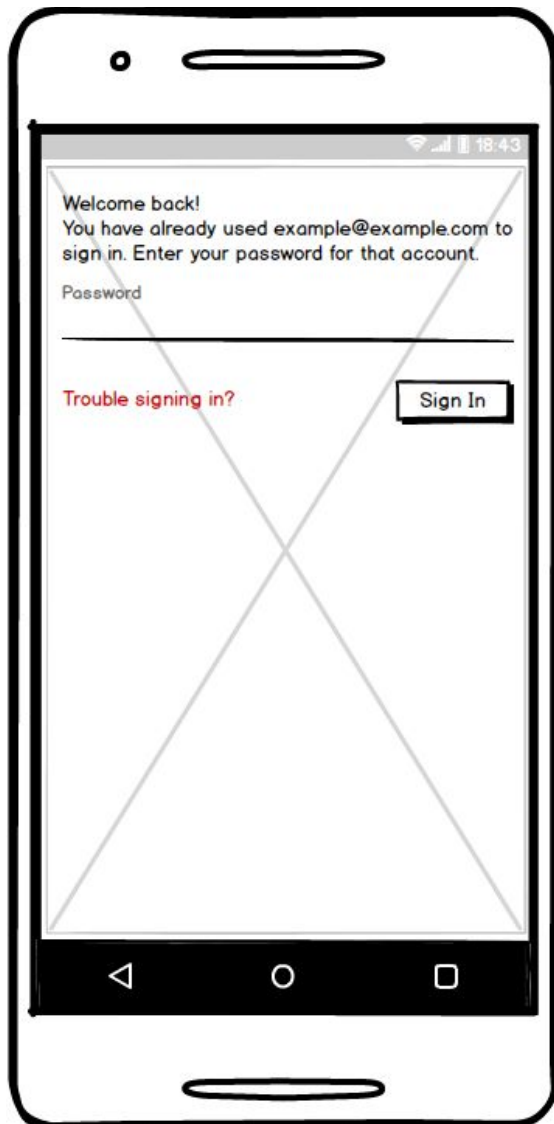 18:43
Welcome back!
You have already used example@example.com to
sign in. Enter your password for that account.
Password
Trouble signing in?
Sign In